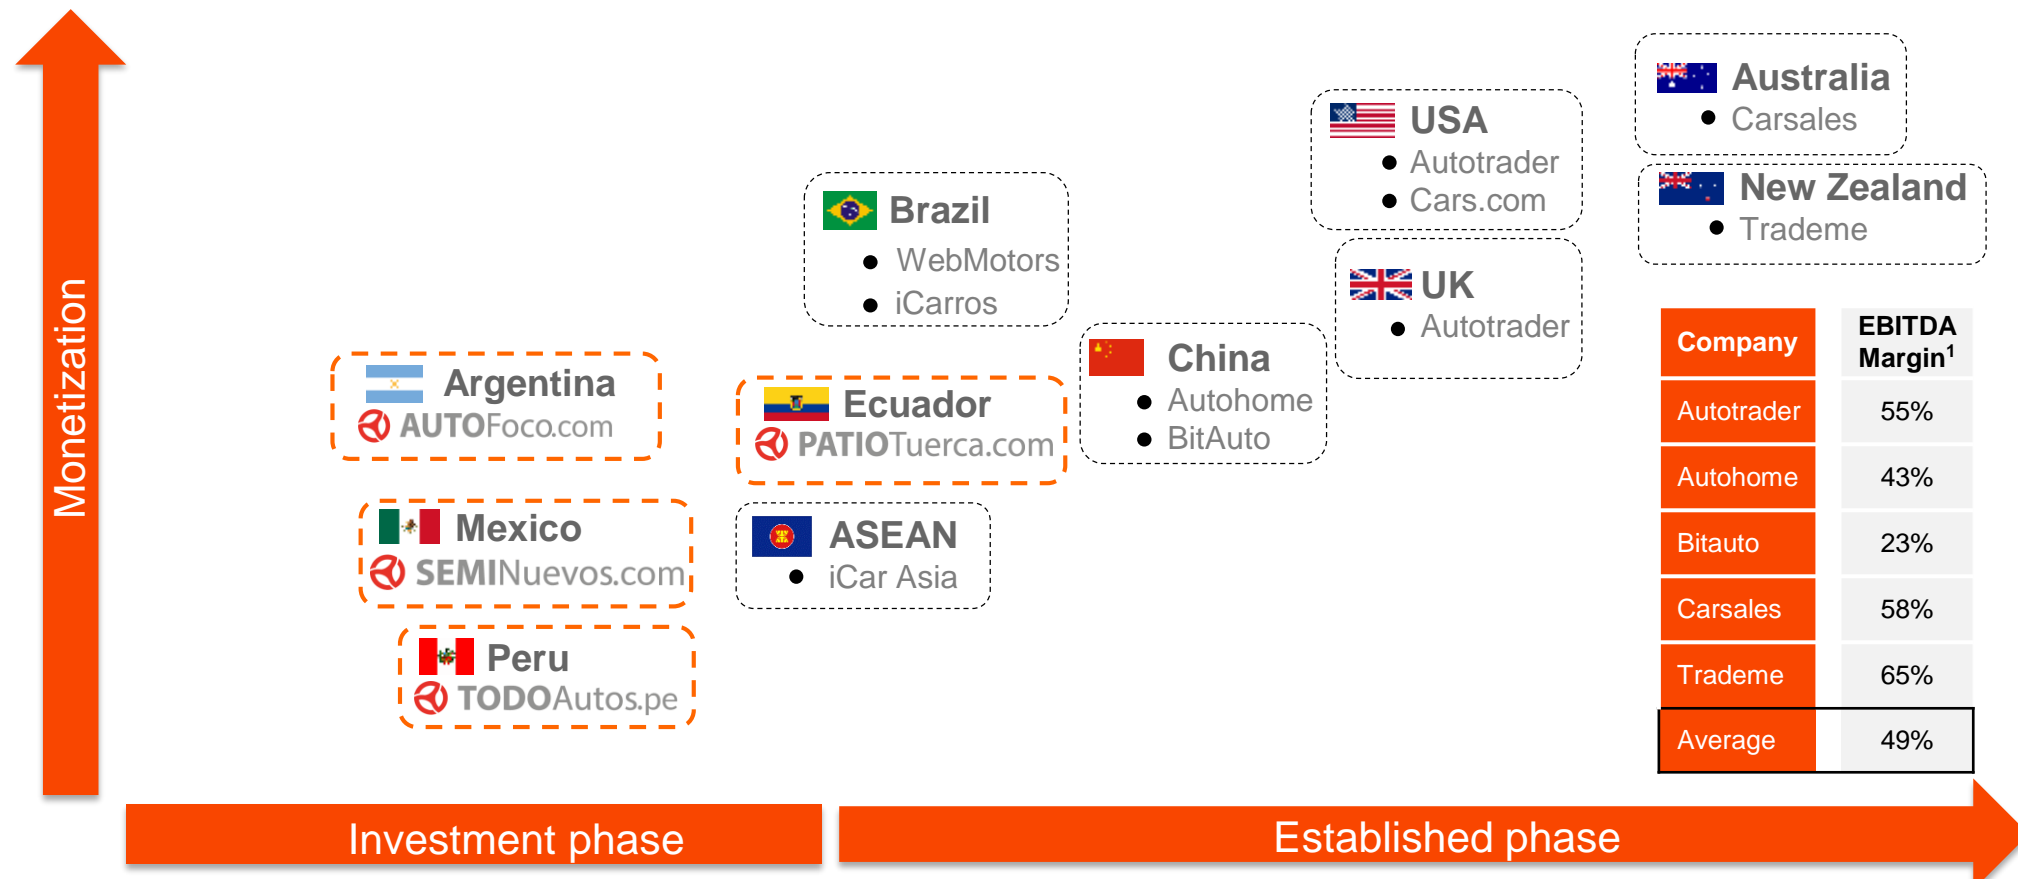 Monetization
Australia
Carsales
New Zealand
Trademe
USA
Autotrader
Cars.com
UK
Autotrader
Brazil
WebMotors
iCarros
China
Autohome
BitAuto
Argentina
AUTOFoco.com
Ecuador
PATIOTuerca.com
Mexico
SEMINuevos.com
ASEAN
iCar Asia
Peru
TODOAutos.pe
Company EBITDA
Margin1
Autotrader 55%
Autohome 43%
Bitauto 23%
Carsales 58%
Trademe 65%
Average 49%
Investment phase
Established phase